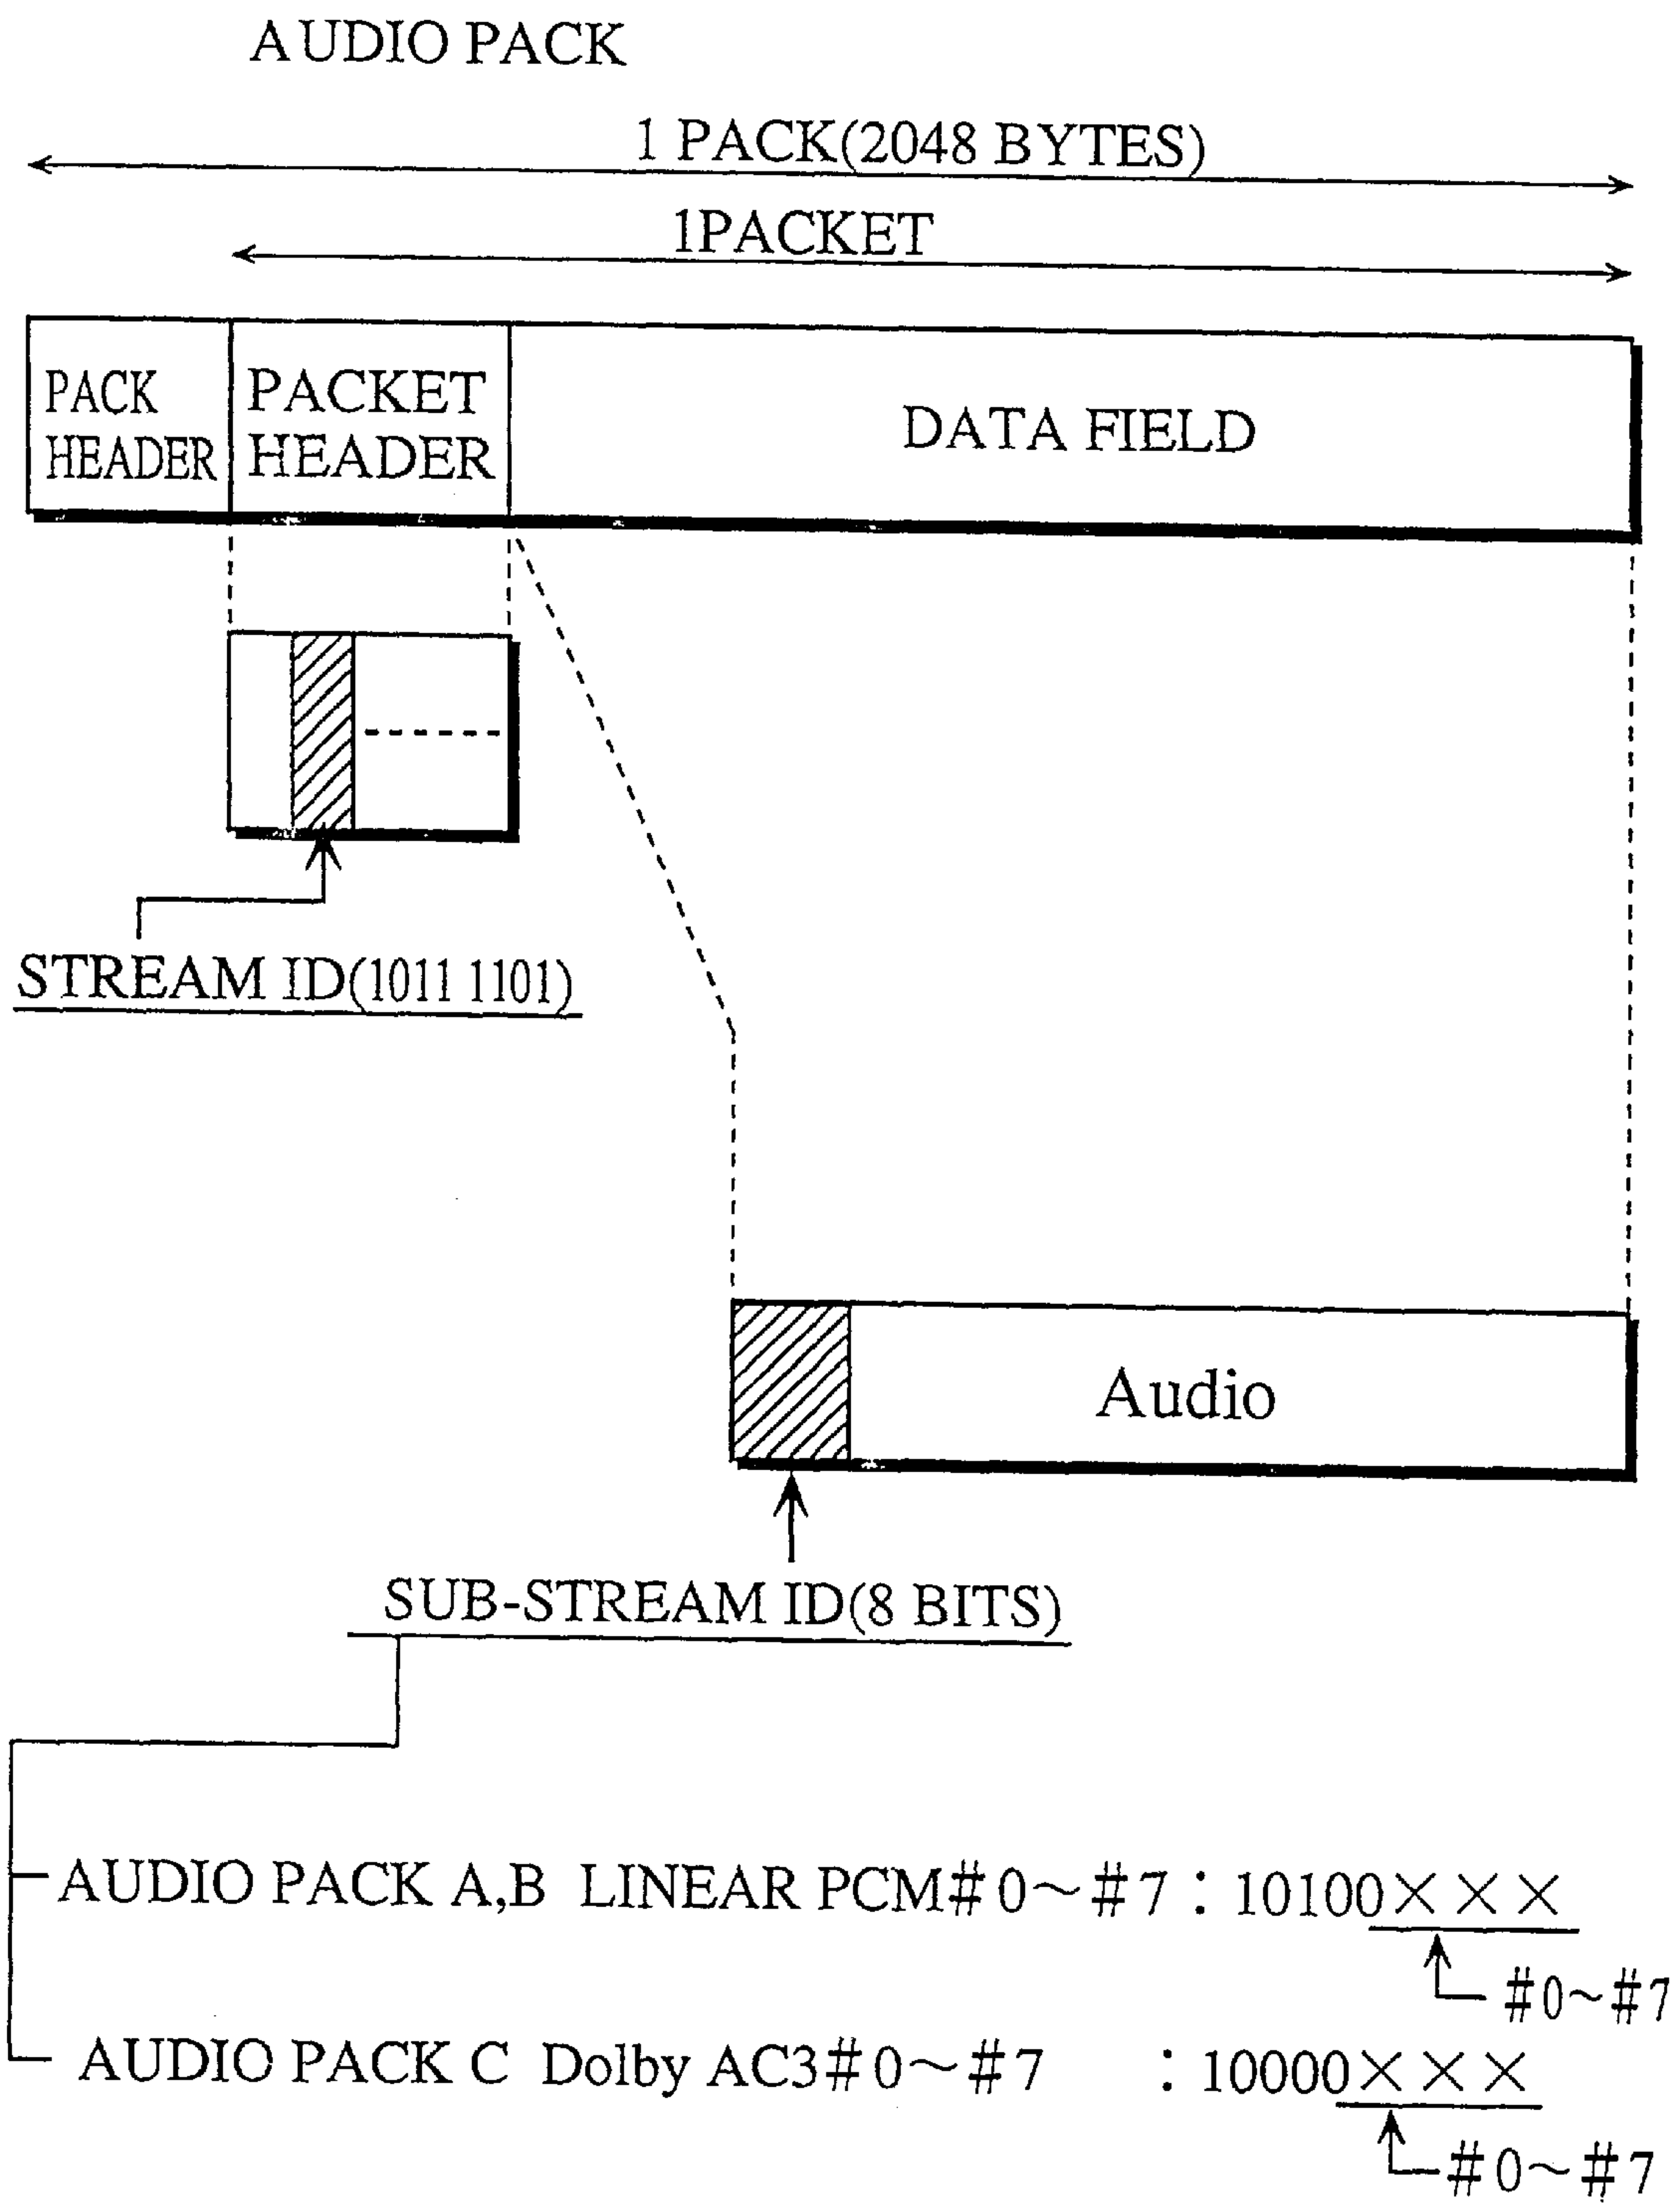 AUDIO PACK
1 PACK(2048 BYTES)
1PACKET
PACK
HEADER
PACKET
HEADER
DATA FIELD
STREAM ID(1011 1101)
Audio
SUB-STREAM ID(8 BITS)
AUDIO PACK A,B LINEAR PCM#0～#7 : 10100×××
#0～#7
AUDIO PACK C Dolby AC3#0～#7 : 10000×××
#0～#7